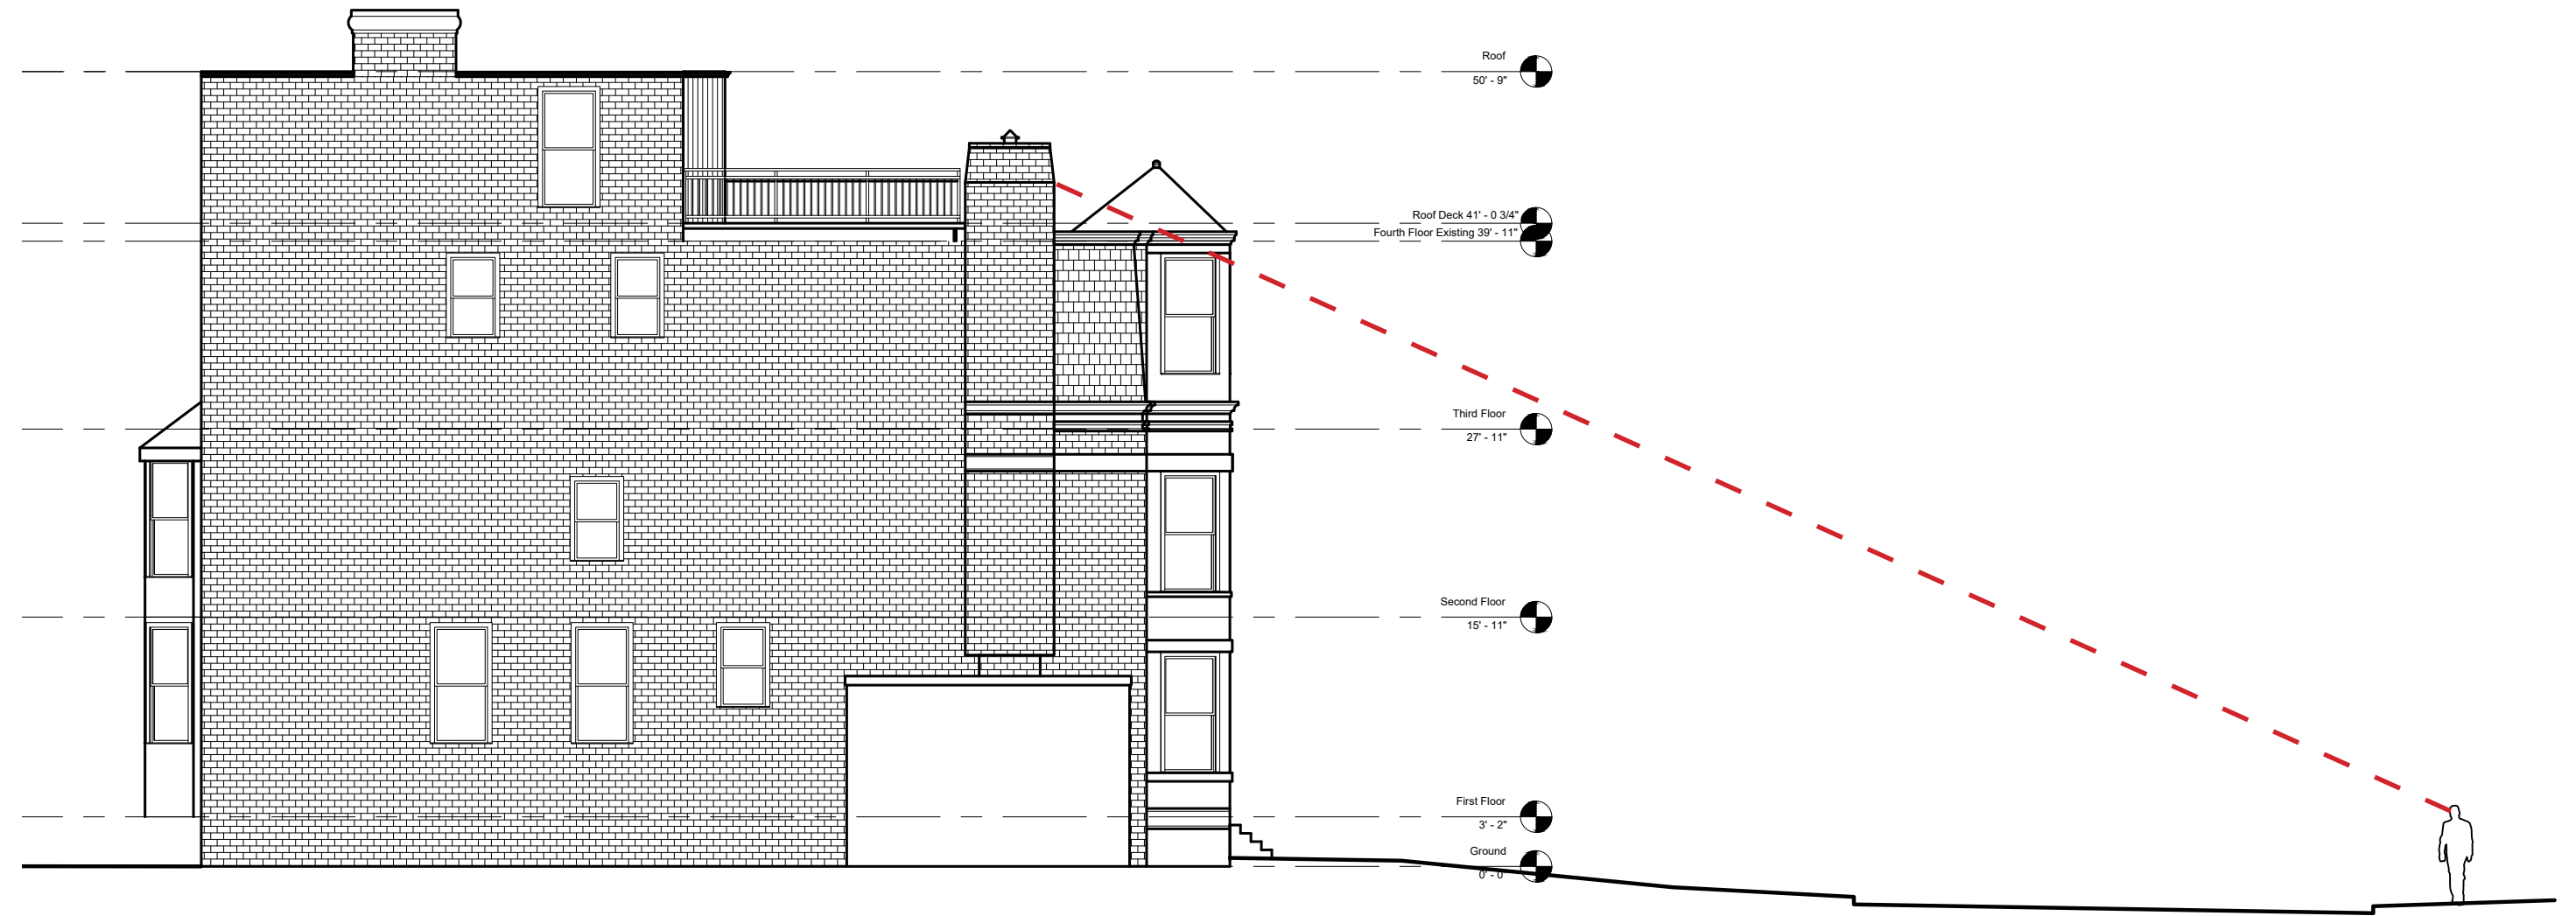 Roof
50' - 9"
Roof Deck 41' - 0 3/4"
Fourth Floor Existing 39' - 11"
Third Floor
27' - 11"
Second Floor
15' - 11"
First Floor
3' - 2"
Ground
0' - 0"